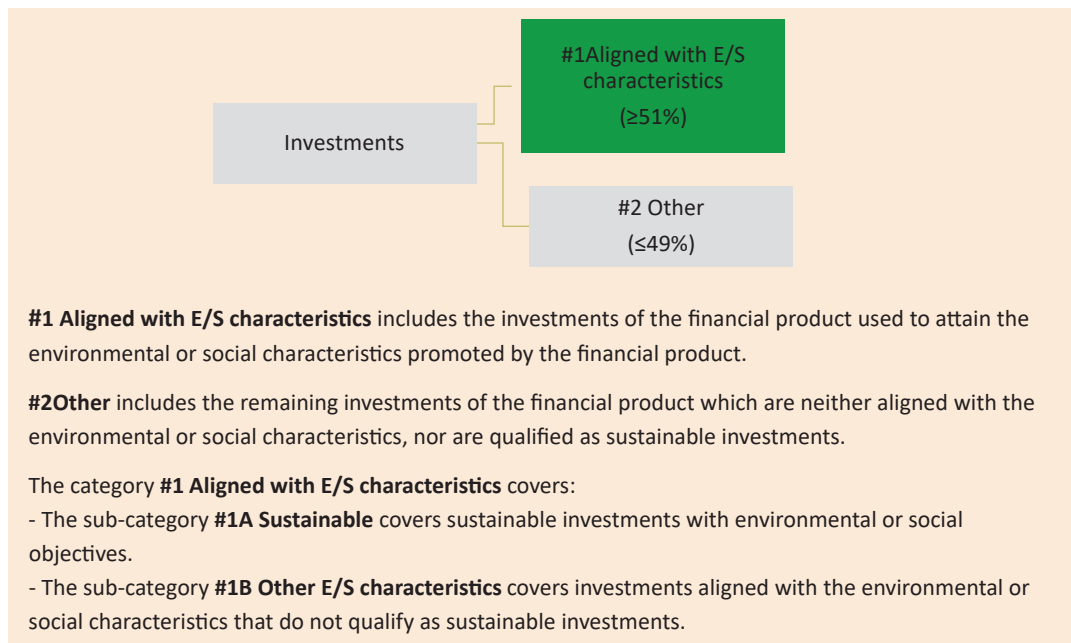 #1Aligned with E/S
characteristics
(≥51%)
Investments
#2 Other
(≤49%)
#1 Aligned with E/S characteristics includes the investments of the financial product used to attain the
environmental or social characteristics promoted by the financial product.
#2Other includes the remaining investments of the financial product which are neither aligned with the
environmental or social characteristics, nor are qualified as sustainable investments.
The category #1 Aligned with E/S characteristics covers:
- The sub-category #1A Sustainable covers sustainable investments with environmental or social
objectives.
- The sub-category #1B Other E/S characteristics covers investments aligned with the environmental or
social characteristics that do not qualify as sustainable investments.